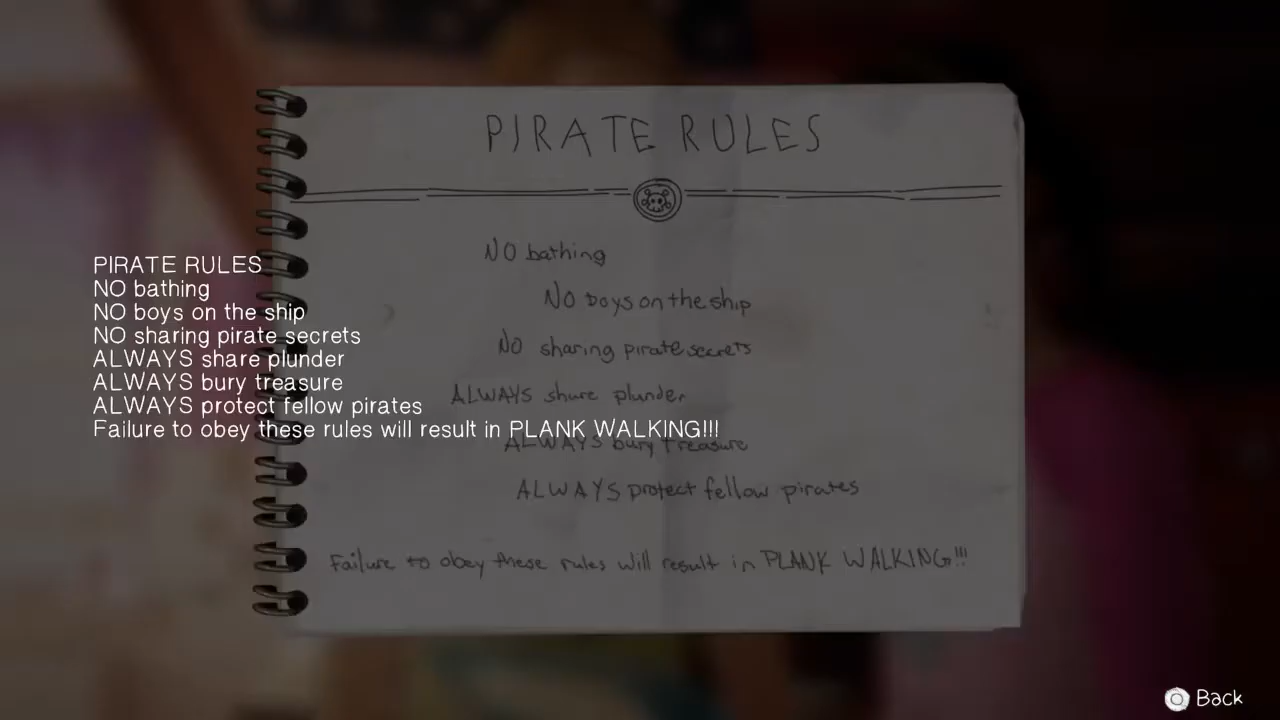 PIRATE RULES
NO bathing
NO boys on the ship
NO sharing pirate secrets
ALWAYS share plunder
ALWAYS bury treasure
ALWAYS protect fellow pirates
Failure to obey these rules will result in PLANK WALKING!!!
PIRATE RULES
NO bathing
NO boys on the ship
NO sharing pirate secrets
ALWAYS share plunder
ALWAYS bury treasure
ALWAYS protect fellow pirates
Failure to obey these rules will result in PLANK WALKING!!!
Back